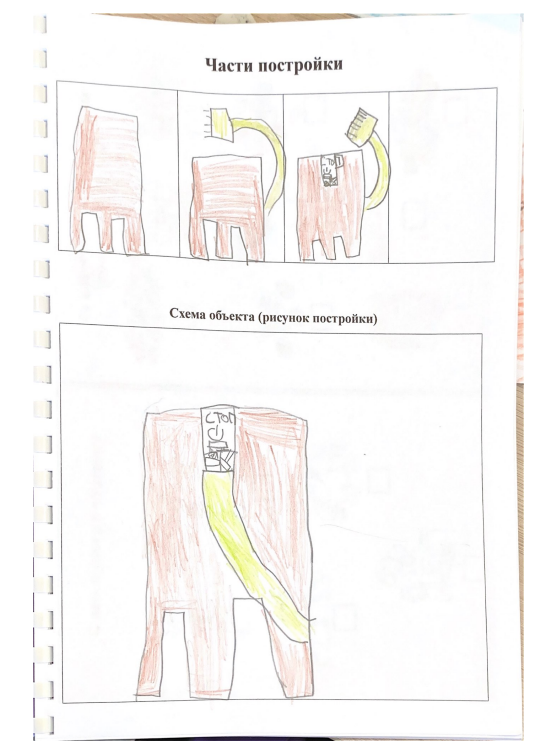 Части постройки
Схема объекта (рисунок постройки)
СТОП